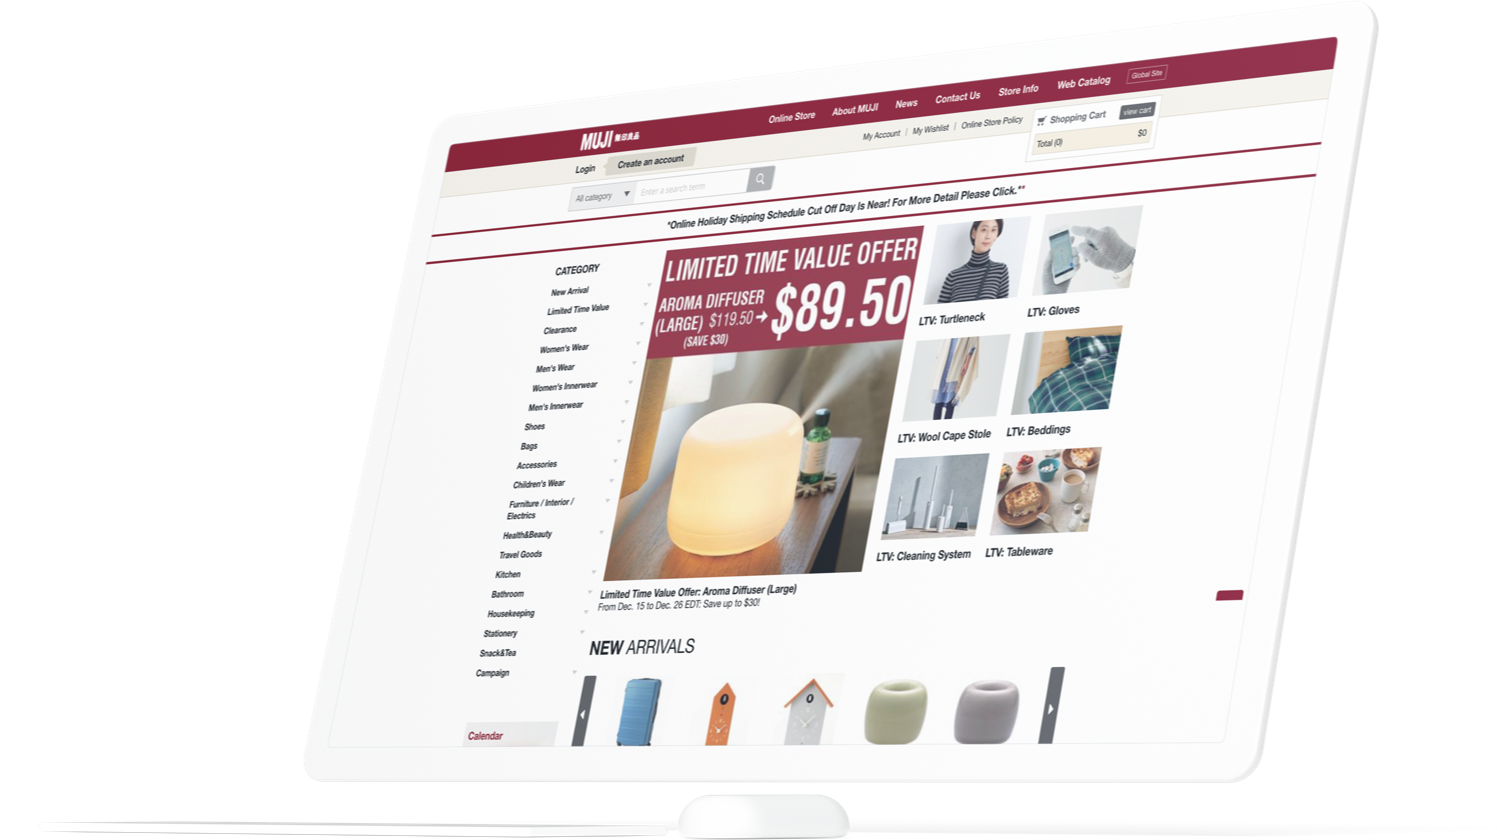 Online Store About MUJI News Contact Us Store Info Web Catalog Global Site
MUJI 無印良品
My Account | My Wishlist | Online Store Policy
Shopping Cart view cart
Total (0) $0
Login Create an account
All category Enter a search term
*Online Holiday Shipping Schedule Cut Off Day Is Near! For More Detail Please Click.**
CATEGORY
New Arrival
Limited Time Value
Clearance
Women's Wear
Men's Wear
Women's Innerwear
Men's Innerwear
Shoes
Bags
Accessories
Children's Wear
Furniture / Interior /
Electrics
Health&Beauty
Travel Goods
Kitchen
Bathroom
Housekeeping
Stationery
Snack&Tea
Campaign
Calendar
LIMITED TIME VALUE OFFER
AROMA DIFFUSER
(LARGE) $119.50➔
$89.50
(SAVE $30)
Limited Time Value Offer: Aroma Diffuser (Large)
From Dec. 15 to Dec. 26 EDT: Save up to $30!
LTV: Turtleneck
LTV: Gloves
LTV: Wool Cape Stole
LTV: Beddings
LTV: Cleaning System
LTV: Tableware
NEW ARRIVALS